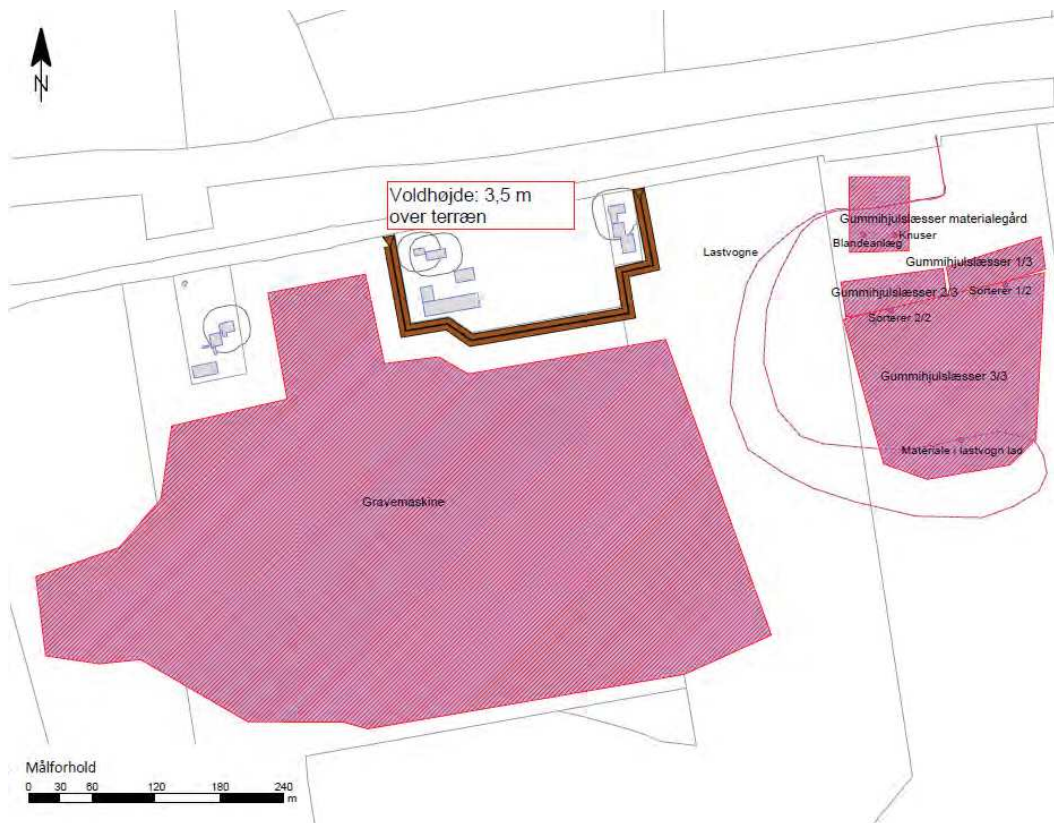 N
Voldhøjde: 3,5 m
over terræn
Gummihjulslæsser materialegård
Knuser
Blandeanlæg
Lastvogne
Gummihjulslæsser 1/3
Gummihjulslæsser 2/3
Sorterer 1/2
Sorterer 2/2
Gummihjulslæsser 3/3
Materiale i lastvogn lad
Gravemaskine
Målforhold
0 30 60 120 180 240
m